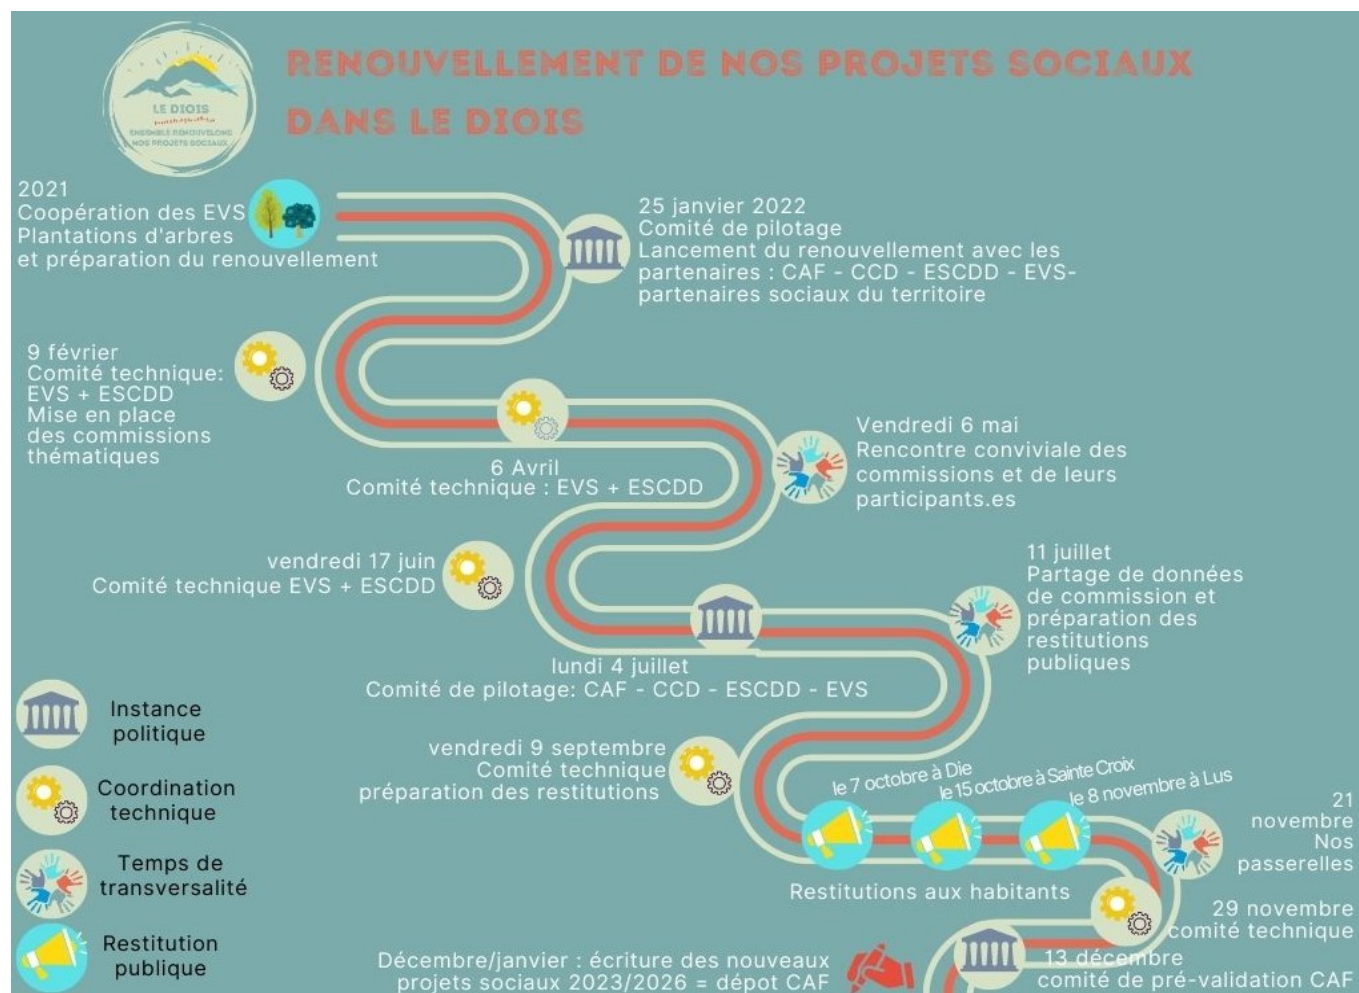 RENOUVELLEMENT DE NOS PROJETS SOCIAUX
DANS LE DIOIS
LE DIOIS
ENSEMBLE RENOUVELONS
NOS PROJETS SOCIAUX
2021
Coopération des EVS
Plantations d'arbres
et préparation du renouvellement
25 janvier 2022
Comité de pilotage
Lancement du renouvellement avec les
partenaires : CAF - CCD - ESCDD - EVS-
partenaires sociaux du territoire
9 février
Comité technique:
EVS + ESCDD
Mise en place
des commissions
thématiques
6 Avril
Comité technique : EVS + ESCDD
Vendredi 6 mai
Rencontre conviviale des
commissions et de leurs
participants.es
vendredi 17 juin
Comité technique EVS + ESCDD
11 juillet
Partage de données
de commission et
préparation des
restitutions
publiques
lundi 4 juillet
Comité de pilotage: CAF - CCD - ESCDD - EVS
vendredi 9 septembre
Comité technique
préparation des restitutions
le 7 octobre à Die
le 15 octobre à Sainte Croix
le 8 novembre à Lus
Restitutions aux habitants
21
novembre
Nos
passerelles
29 novembre
comité technique
13 décembre
comité de pré-validation CAF
Décembre/janvier : écriture des nouveaux
projets sociaux 2023/2026 = dépot CAF
Instance
politique
Coordination
technique
Temps de
transversalité
Restitution
publique